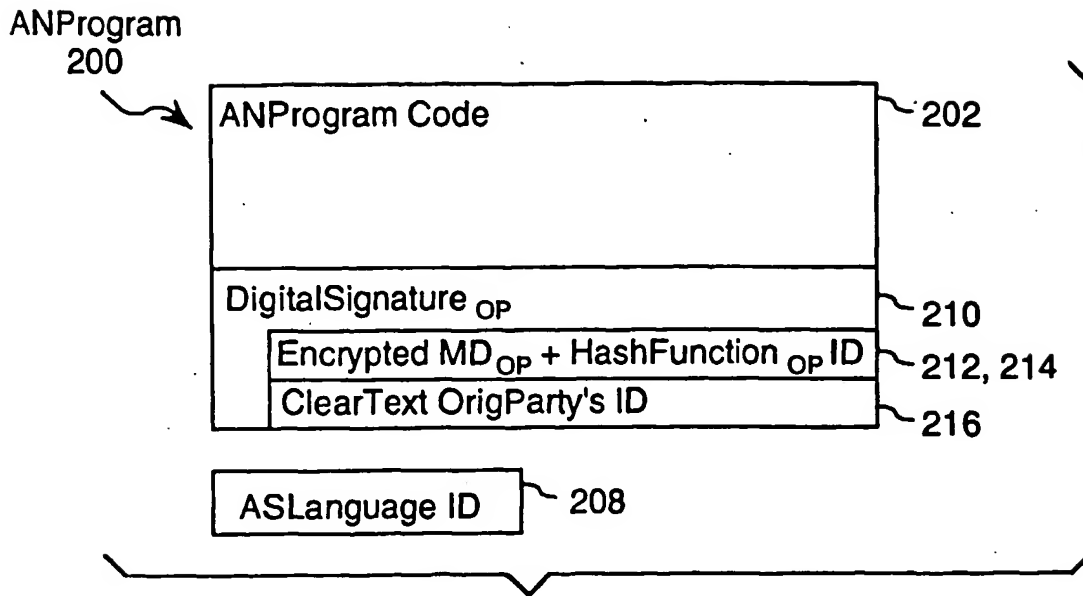 ANProgram
200
ANProgram Code
202
DigitalSignature OP
210
Encrypted MD OP + HashFunction OP ID
212, 214
ClearText OrigParty's ID
216
ASLanguage ID
208